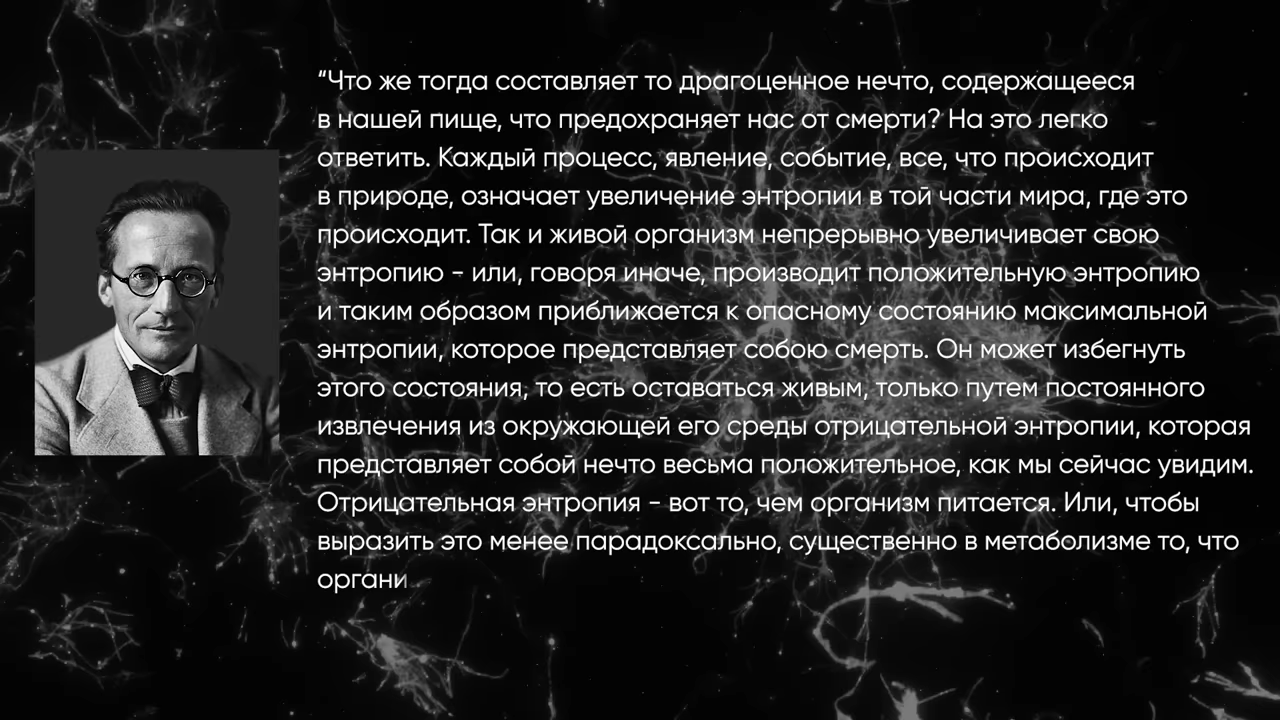 “Что же тогда составляет то драгоценное нечто, содержащееся
в нашей пище, что предохраняет нас от смерти? На это легко
ответить. Каждый процесс, явление, событие, все, что происходит
в природе, означает увеличение энтропии в той части мира, где это
происходит. Так и живой организм непрерывно увеличивает свою
энтропию - или, говоря иначе, производит положительную энтропию
и таким образом приближается к опасному состоянию максимальной
энтропии, которое представляет собою смерть. Он может избегнуть
этого состояния, то есть оставаться живым, только путем постоянного
извлечения из окружающей его среды отрицательной энтропии, которая
представляет собой нечто весьма положительное, как мы сейчас увидим.
Отрицательная энтропия - вот то, чем организм питается. Или, чтобы
выразить это менее парадоксально, существенно в метаболизме то, что
органи